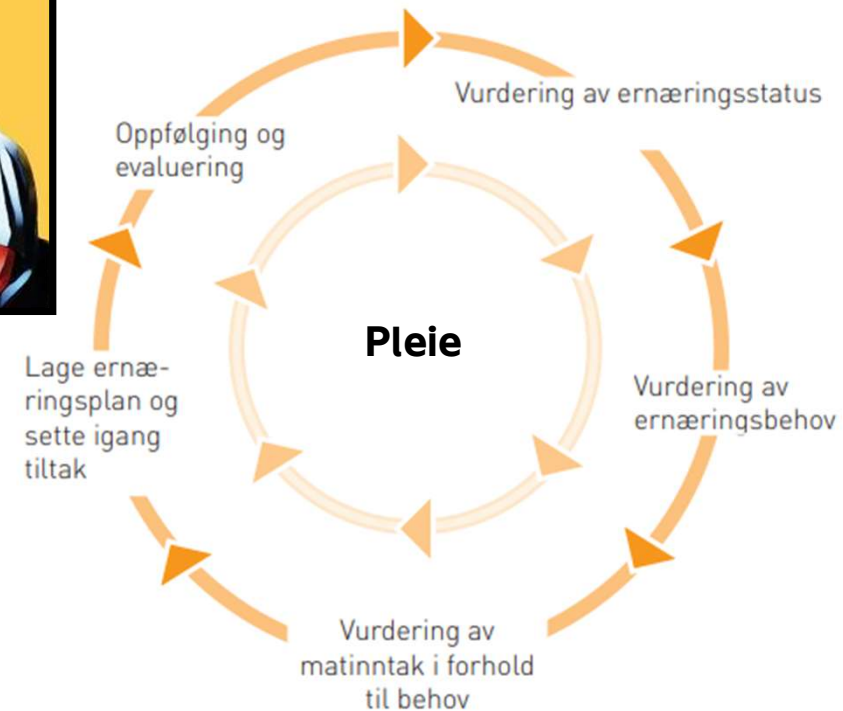 Vurdering av ernæringsstatus
Oppfølging og
evaluering
Pleie
Lage ernæ-
ringsplan og
sette igang
tiltak
Vurdering av
ernæringsbehov
Vurdering av
matinntak i forhold
til behov